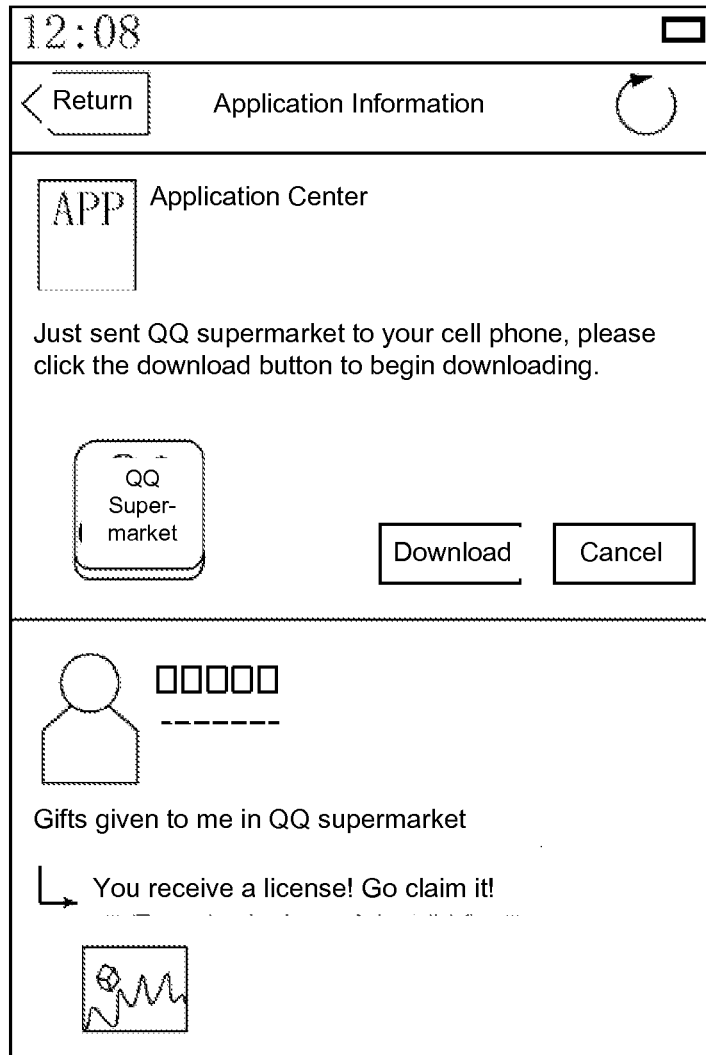 12:08
Return
Application Information
APP
Application Center
Just sent QQ supermarket to your cell phone, please
click the download button to begin downloading.
QQ
Super-
market
Download
Cancel
Gifts given to me in QQ supermarket
You receive a license! Go claim it!